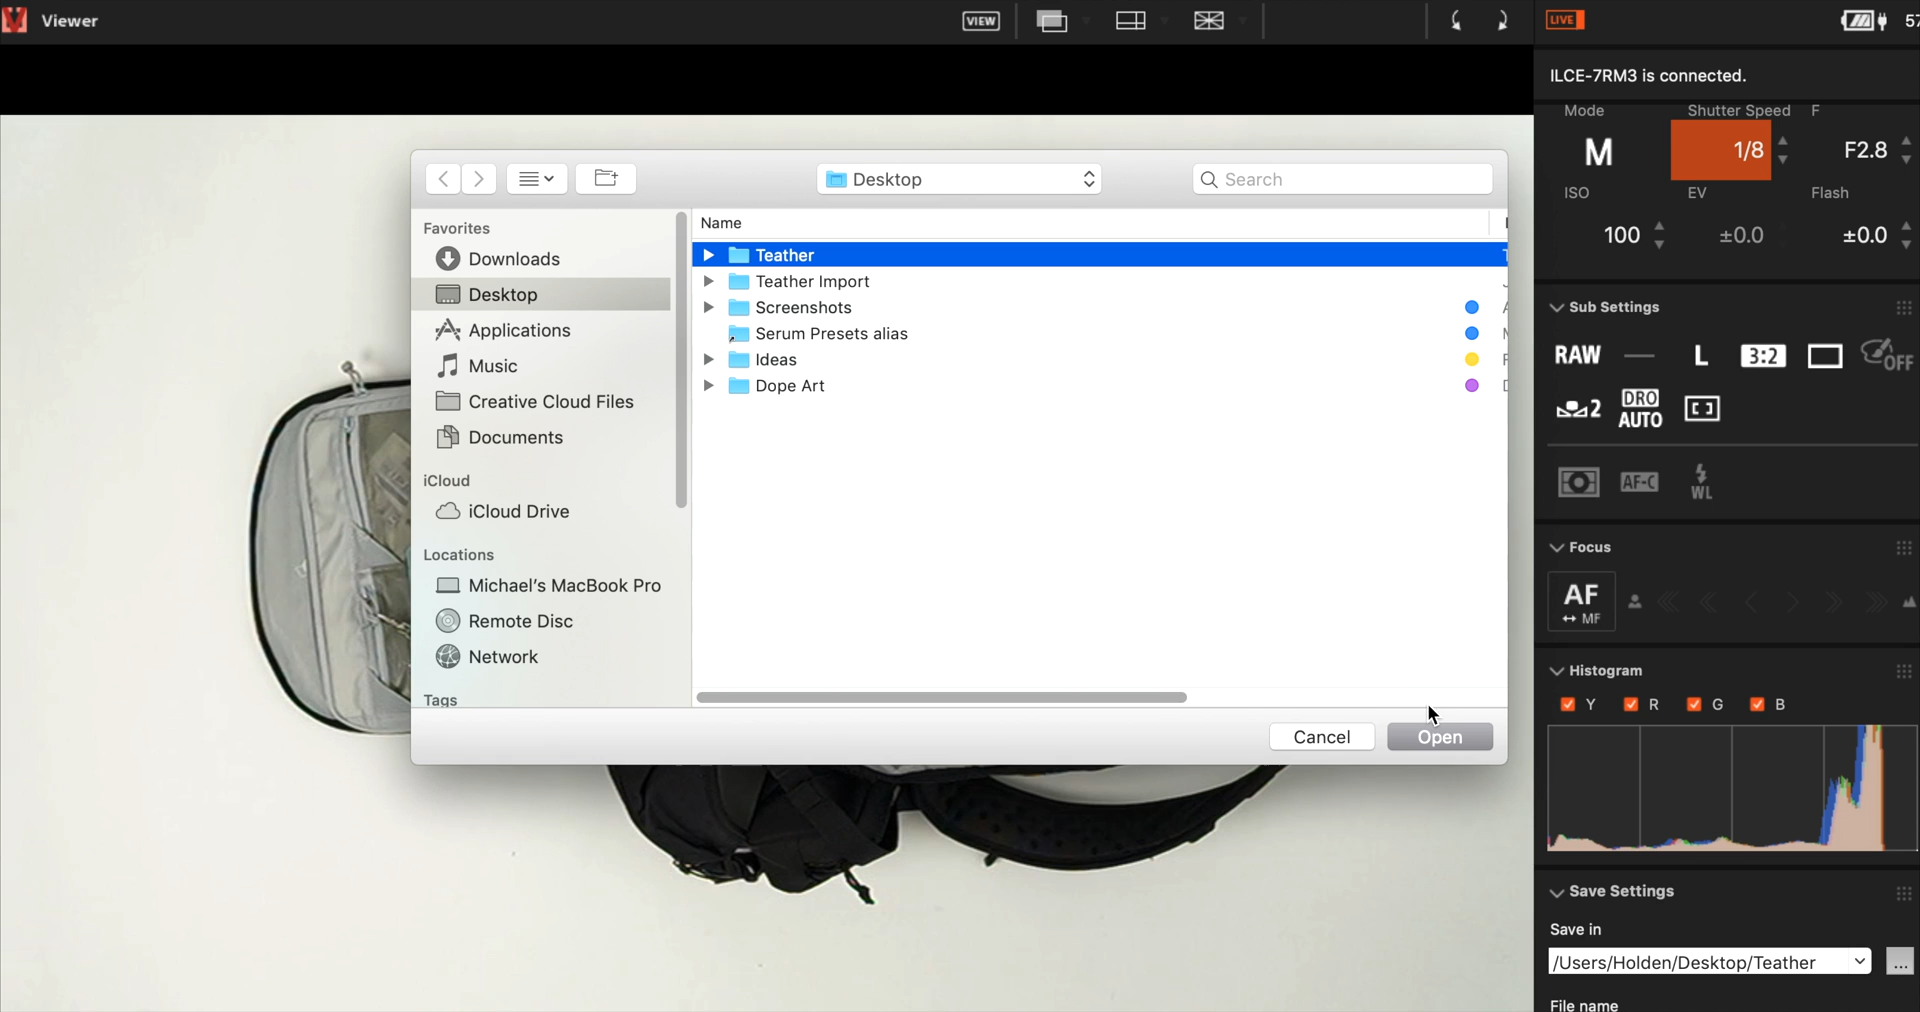 Viewer
VIEW
LIVE
57
ILCE-7RM3 is connected.
Mode
Shutter Speed
F
M
1/8
F2.8
ISO
EV
Flash
100
±0.0
±0.0
Sub Settings
RAW
L
3:2
OFF
2
DRO
AUTO
AF-C
WL
Focus
AF
↔ MF
Histogram
Y
R
G
B
Save Settings
Save in
/Users/Holden/Desktop/Teather
...
File name
Desktop
Search
Favorites
Downloads
Desktop
Applications
Music
Creative Cloud Files
Documents
iCloud
iCloud Drive
Locations
Michael's MacBook Pro
Remote Disc
Network
Tags
Name
Teather
Teather Import
Screenshots
Serum Presets alias
Ideas
Dope Art
Cancel
Open